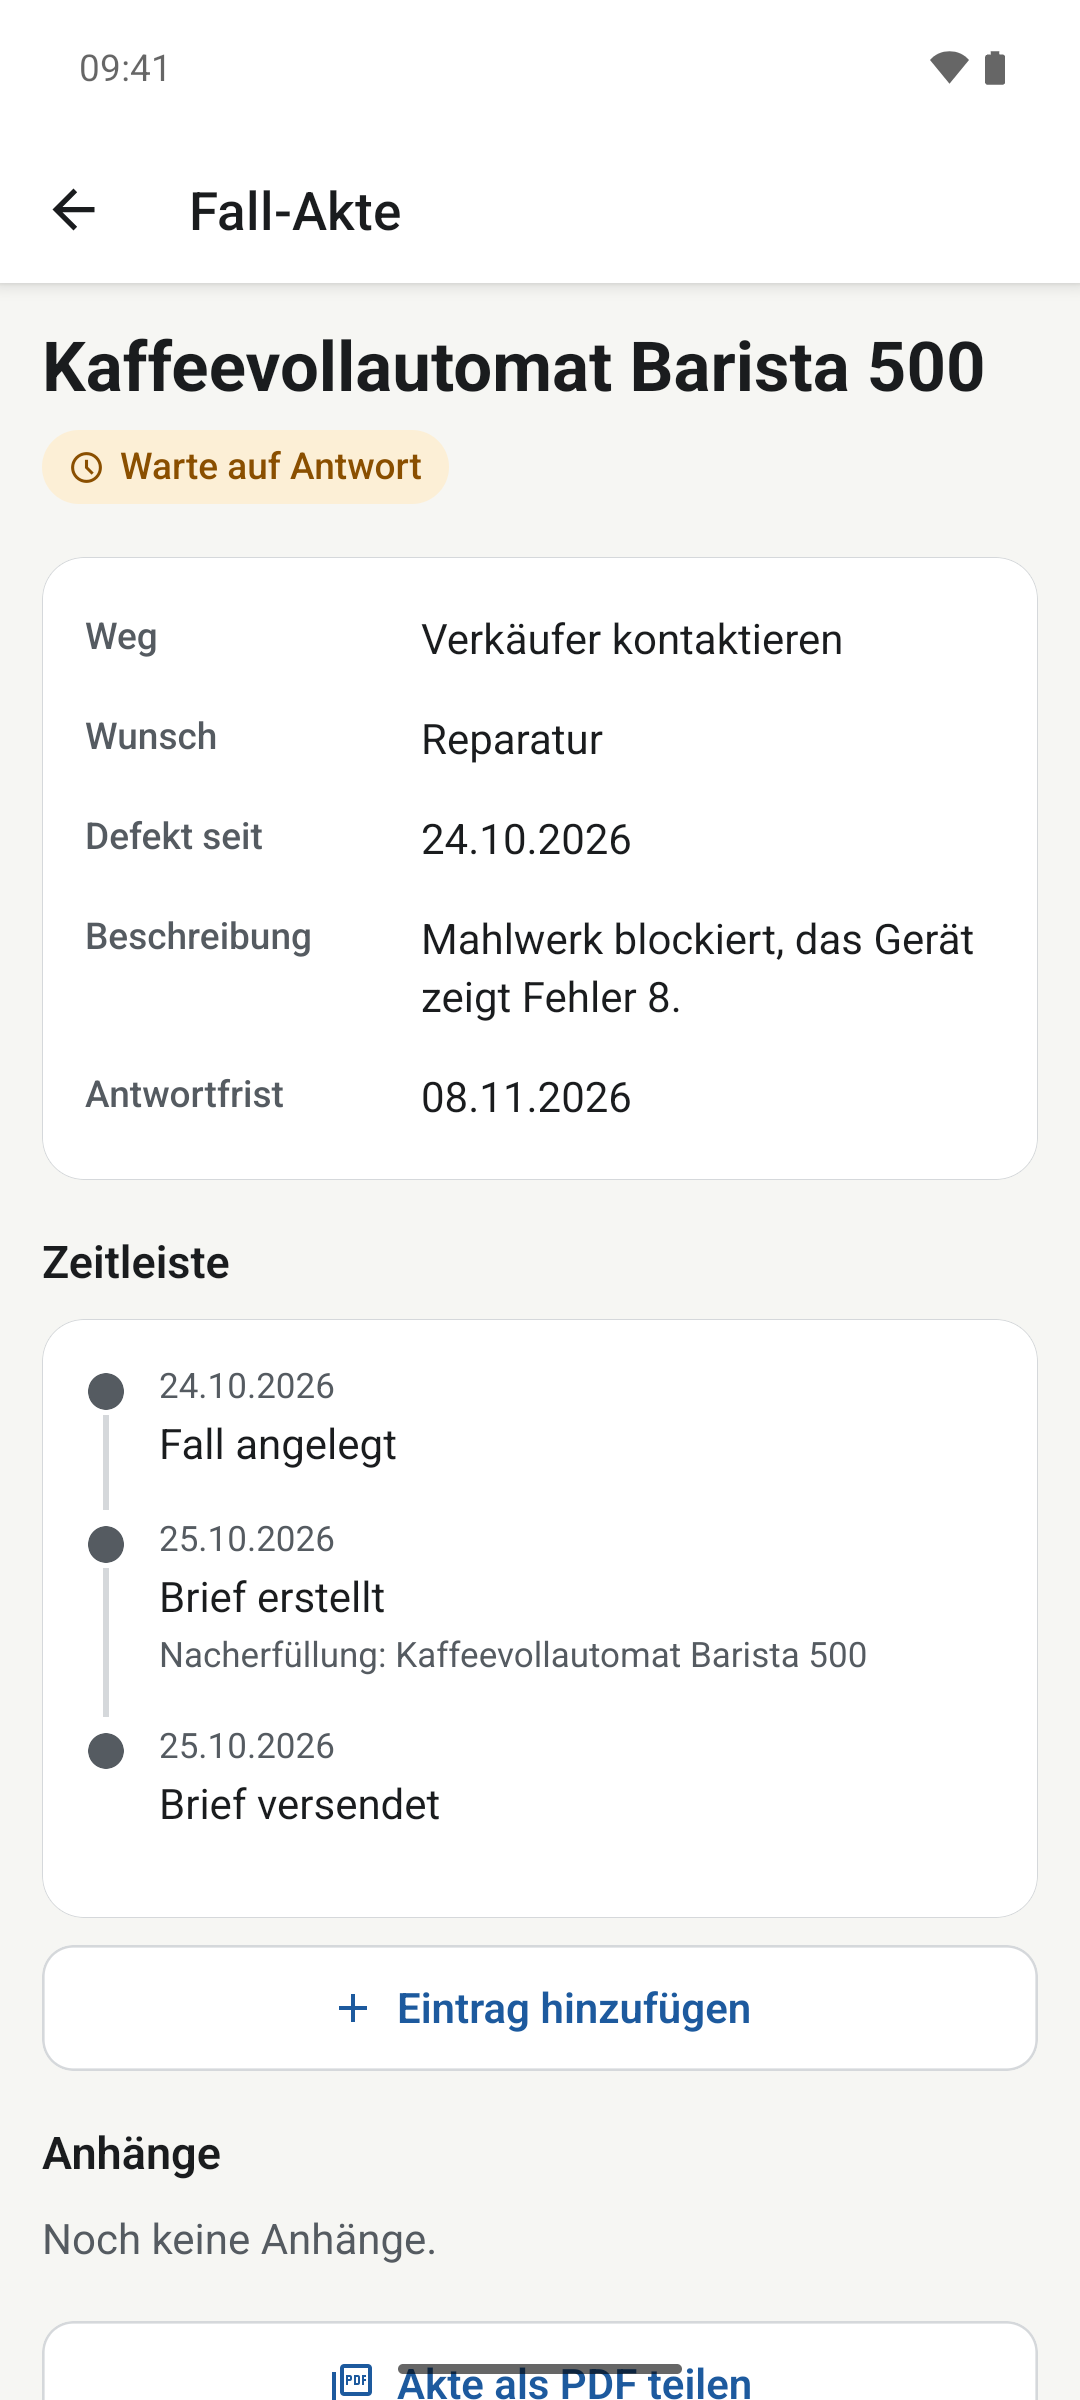 09:41
Fall-Akte
Kaffeevollautomat Barista 500
Warte auf Antwort
Weg
Verkäufer kontaktieren
Wunsch
Reparatur
Defekt seit
24.10.2026
Beschreibung
Mahlwerk blockiert, das Gerät
zeigt Fehler 8.
Antwortfrist
08.11.2026
Zeitleiste
24.10.2026
Fall angelegt
25.10.2026
Brief erstellt
Nacherfüllung: Kaffeevollautomat Barista 500
25.10.2026
Brief versendet
+ Eintrag hinzufügen
Anhänge
Noch keine Anhänge.
PDF Akte als PDF teilen